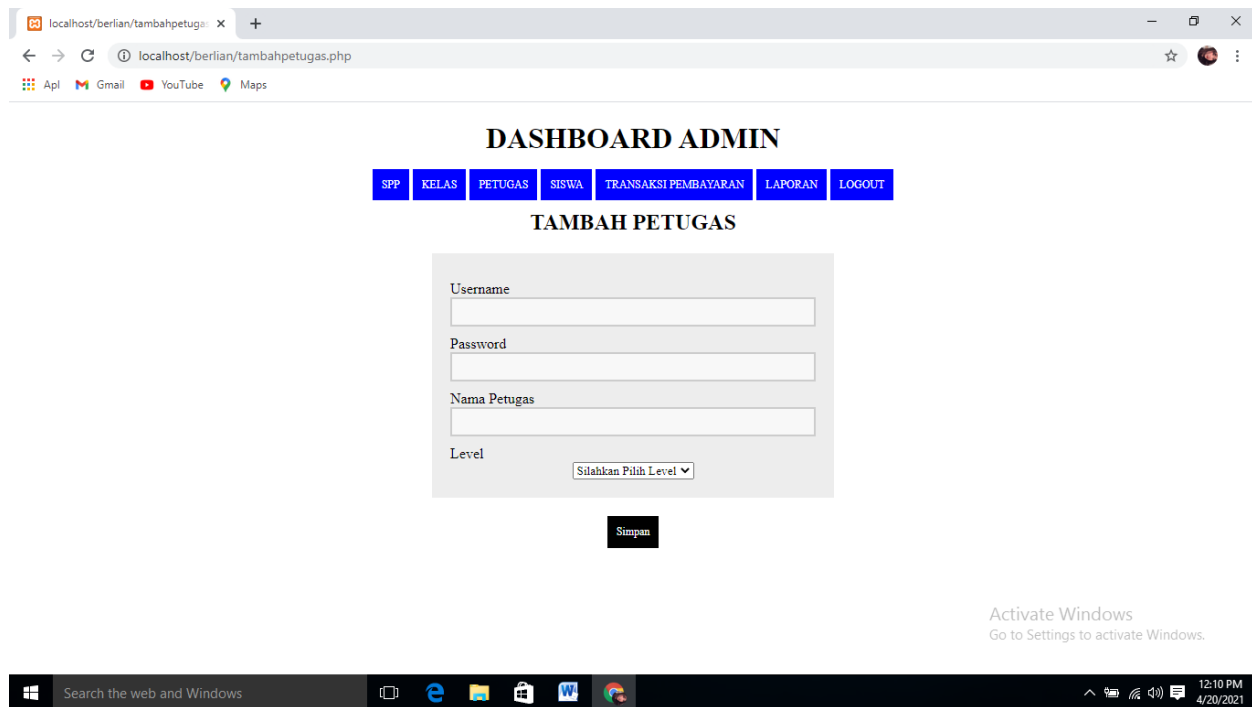 localhost/berlian/tambahpetugas
localhost/berlian/tambahpetugas.php
Apl Gmail YouTube Maps
DASHBOARD ADMIN
SPP KELAS PETUGAS SISWA TRANSAKSI PEMBAYARAN LAPORAN LOGOUT
TAMBAH PETUGAS
Username
Password
Nama Petugas
Level
Silahkan Pilih Level
Simpan
Activate Windows
Go to Settings to activate Windows.
Search the web and Windows
12:10 PM
4/20/2021